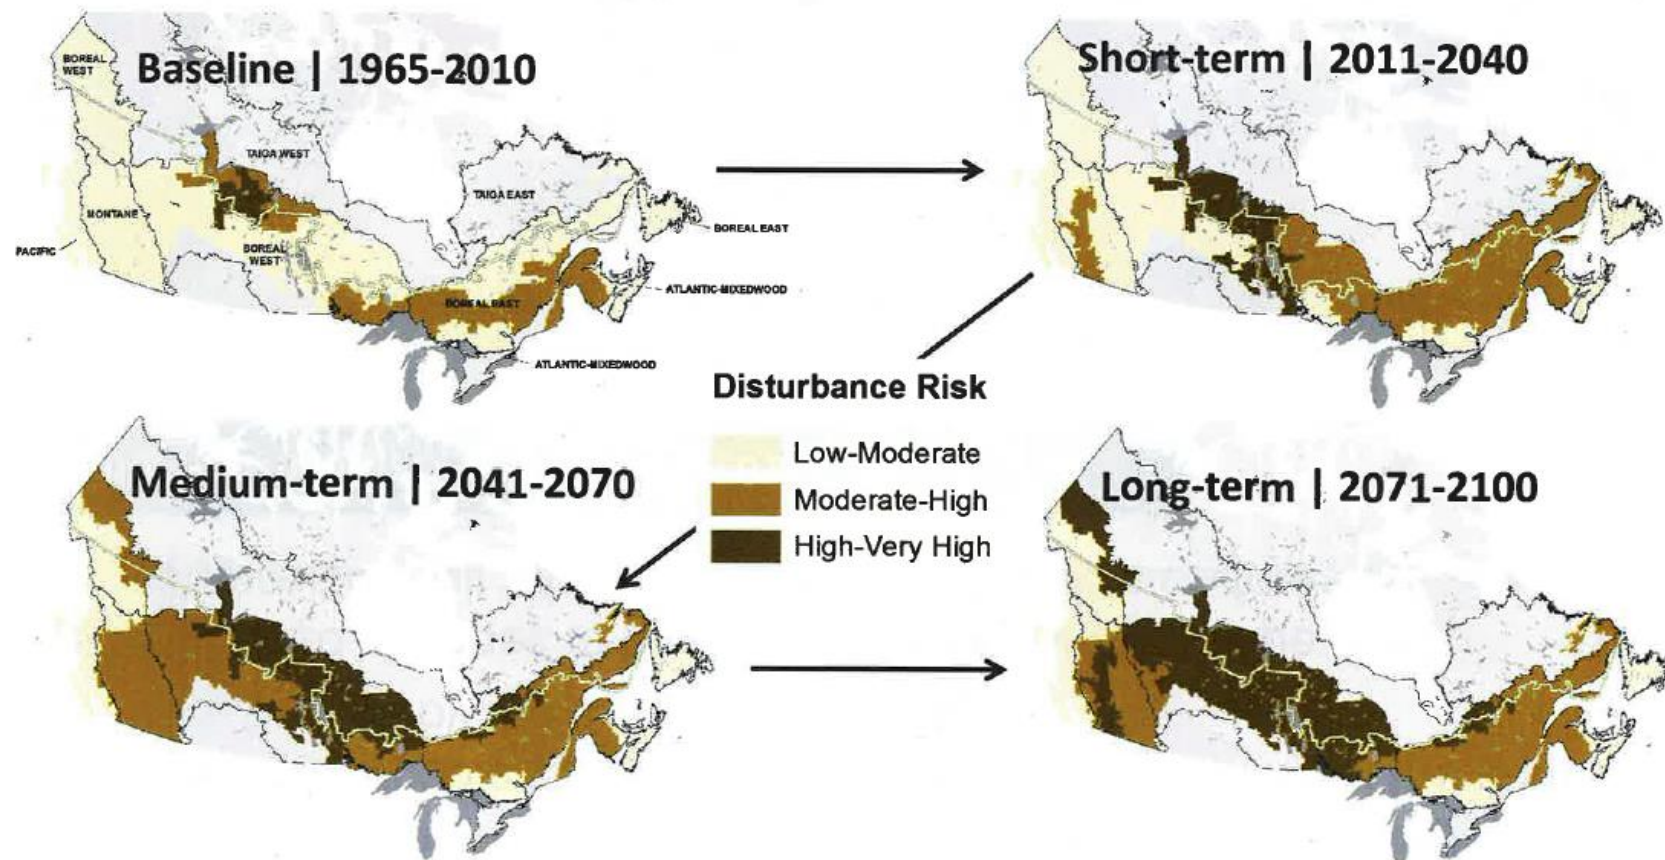 Baseline | 1965-2010
Short-term | 2011-2040
BOREAL
WEST
TAIGA WEST
TAIGA EAST
MONTANE
PACIFIC
BOREAL
WEST
BOREAL EAST
ATLANTIC-MIXEDWOOD
BOREAL EAST
ATLANTIC-MIXEDWOOD
Disturbance Risk
Low-Moderate
Moderate-High
High-Very High
Medium-term | 2041-2070
Long-term | 2071-2100